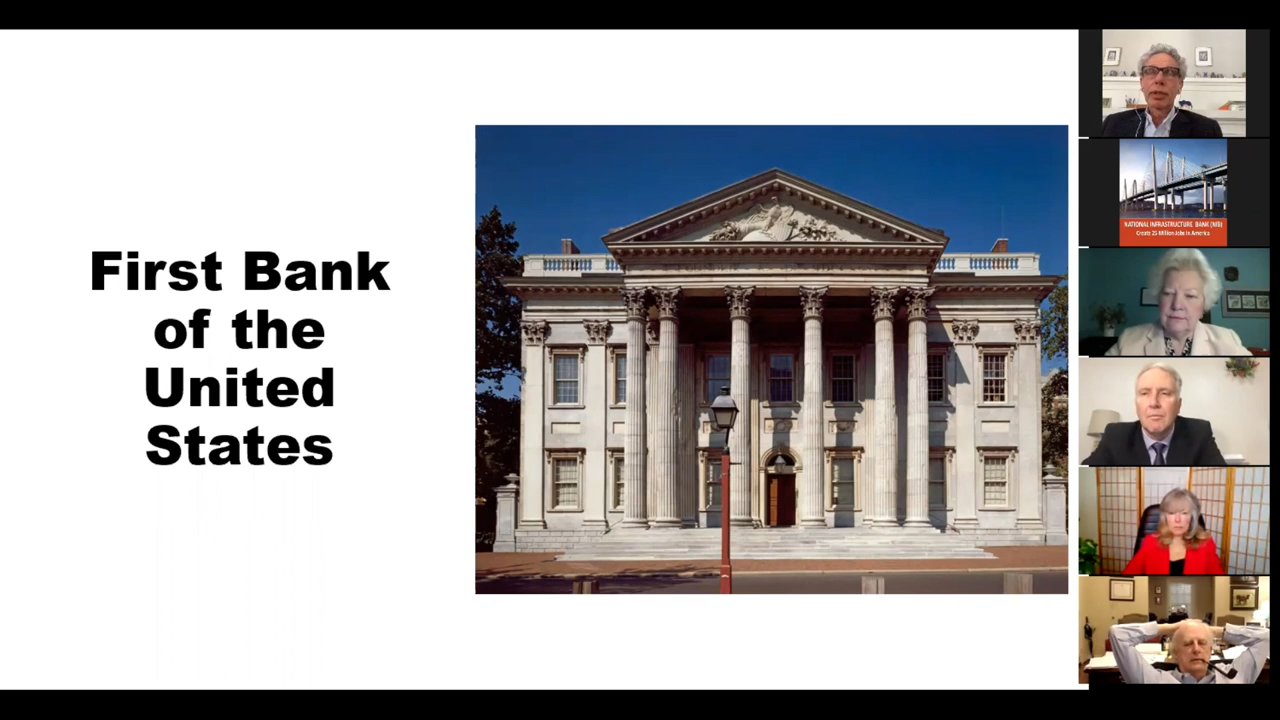 First Bank
of the
United
States
NATIONAL INFRASTRUCTURE BANK (NIB)
Create 25 Million Jobs in America